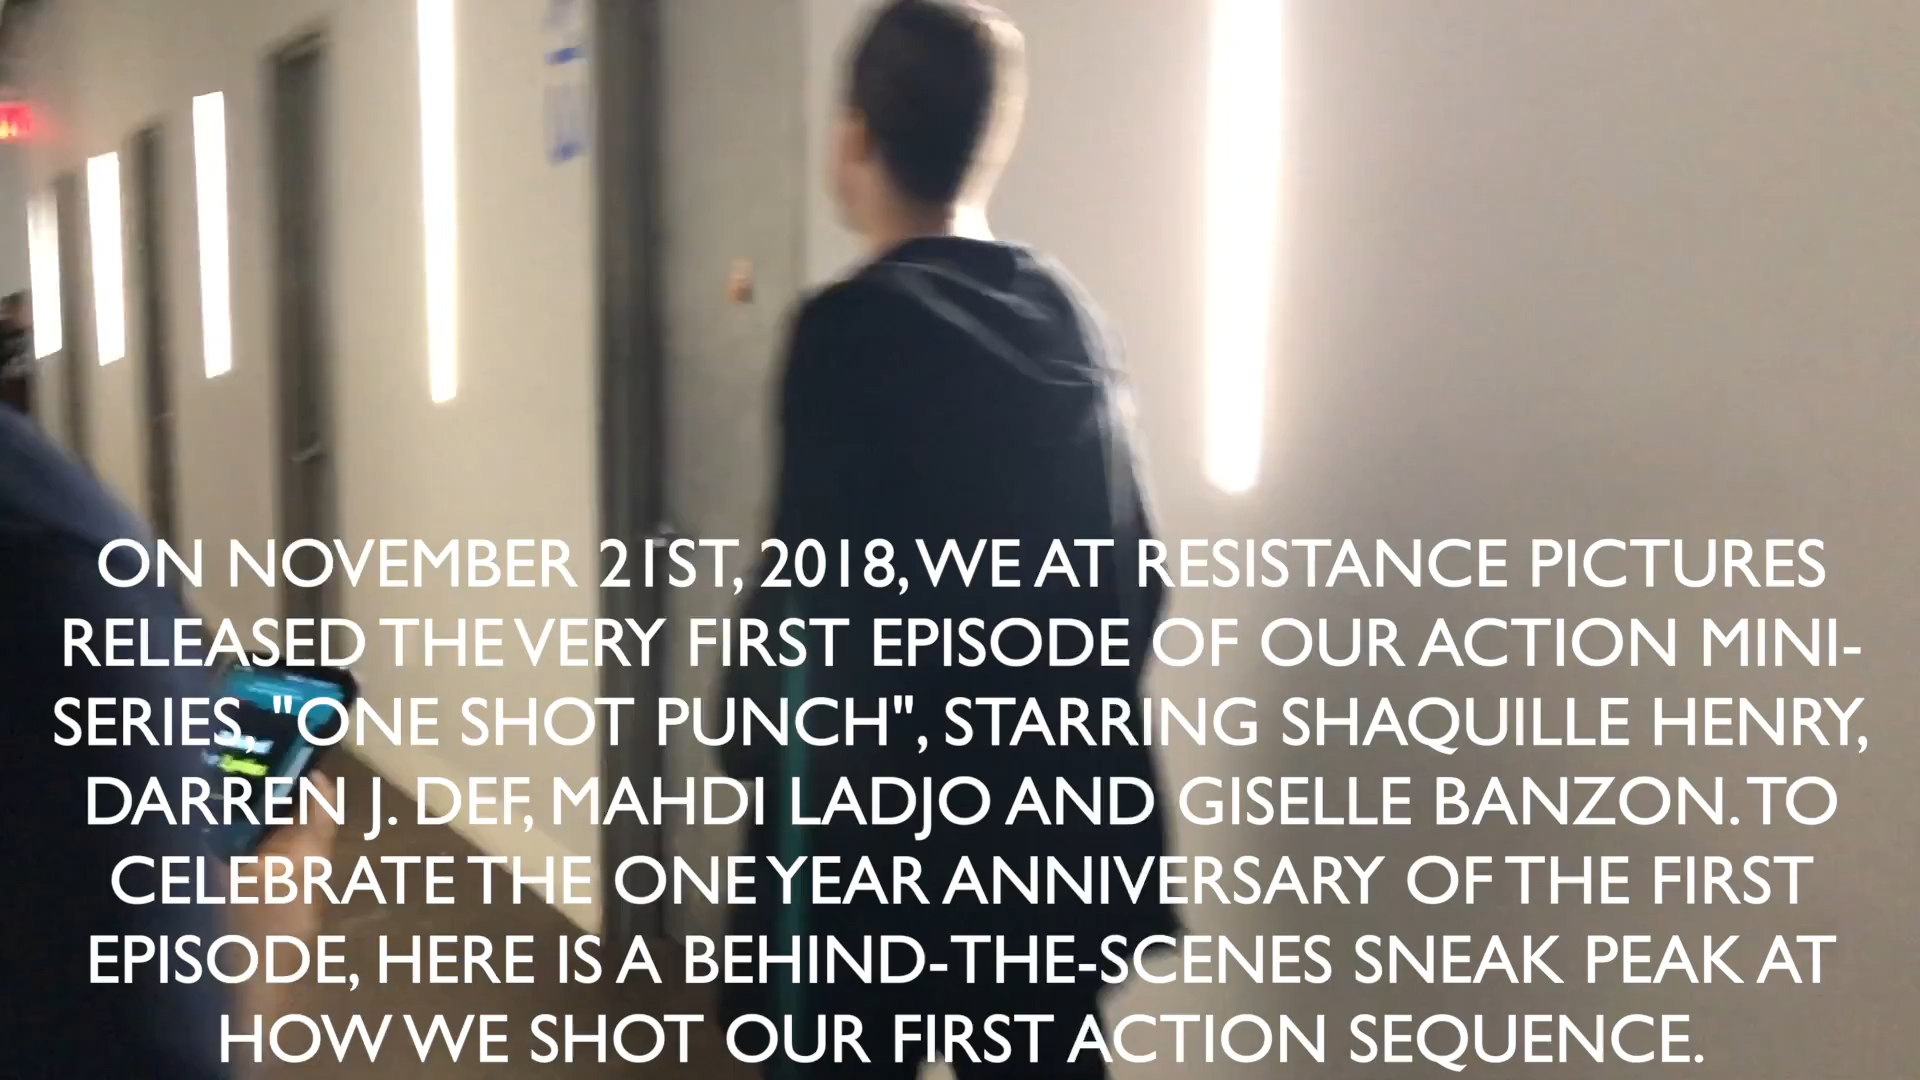 ON NOVEMBER 21ST, 2018, WE AT RESISTANCE PICTURES
RELEASED THE VERY FIRST EPISODE OF OUR ACTION MINI-
SERIES, "ONE SHOT PUNCH", STARRING SHAQUILLE HENRY,
DARREN J. DEF, MAHDI LADJO AND GISELLE BANZON. TO
CELEBRATE THE ONE YEAR ANNIVERSARY OF THE FIRST
EPISODE, HERE IS A BEHIND-THE-SCENES SNEAK PEAK AT
HOW WE SHOT OUR FIRST ACTION SEQUENCE.